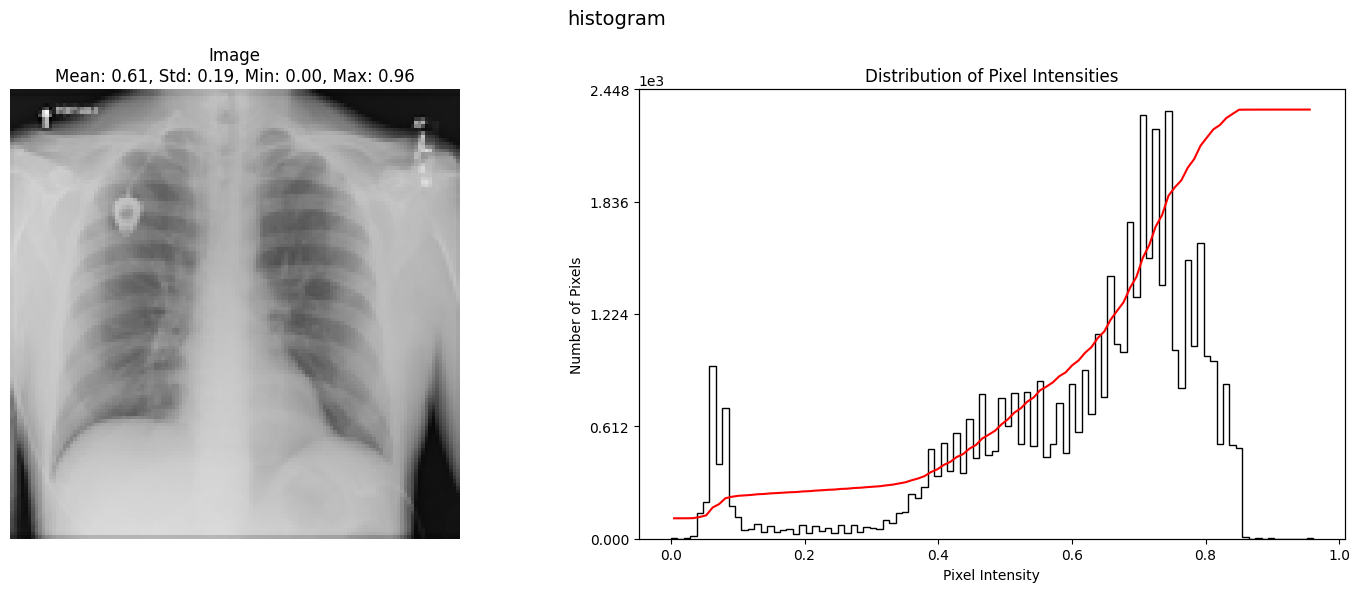 histogram
Image
Mean: 0.61, Std: 0.19, Min: 0.00, Max: 0.96
Distribution of Pixel Intensities
1e3
2.448
1.836
1.224
0.612
0.000
Number of Pixels
0.0 0.2 0.4 0.6 0.8 1.0
Pixel Intensity